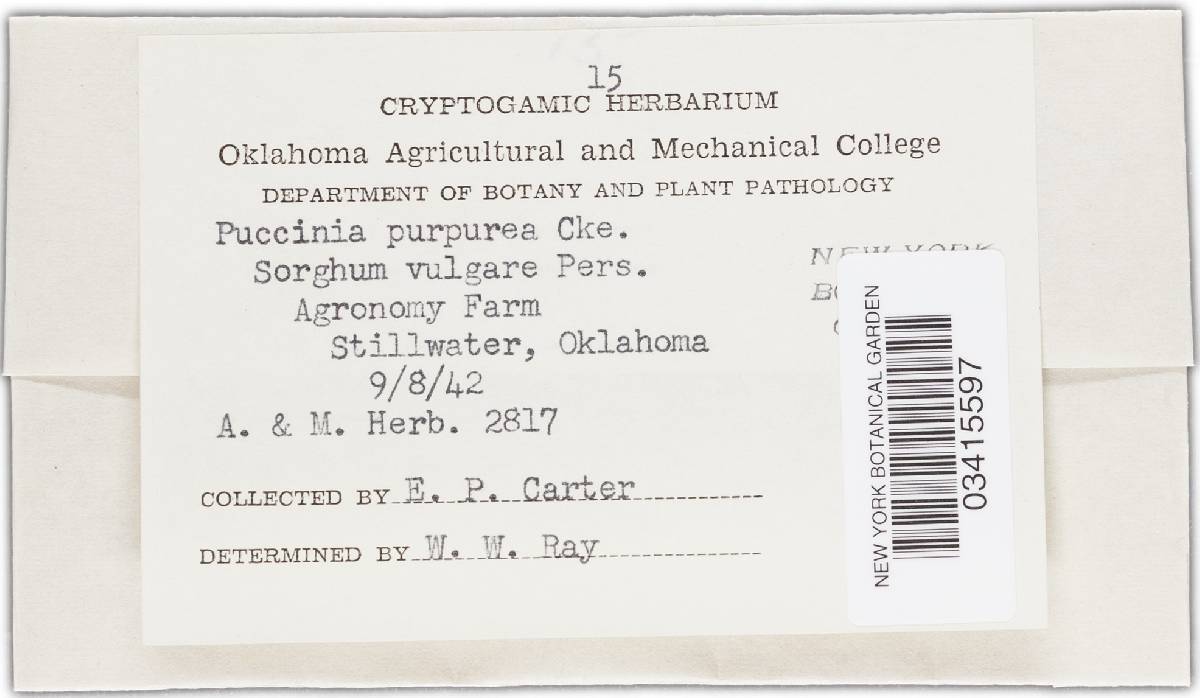 15
CRYPTOGAMIC HERBARIUM
Oklahoma Agricultural and Mechanical College
DEPARTMENT OF BOTANY AND PLANT PATHOLOGY
Puccinia purpurea Cke.
Sorghum vulgare Pers.
Agronomy Farm
Stillwater, Oklahoma
9/8/42
A. & M. Herb. 2817
COLLECTED BY E. P. Carter
DETERMINED BY W. W. Ray
NEW YORK
NEW YORK BOTANICAL GARDEN
03415597